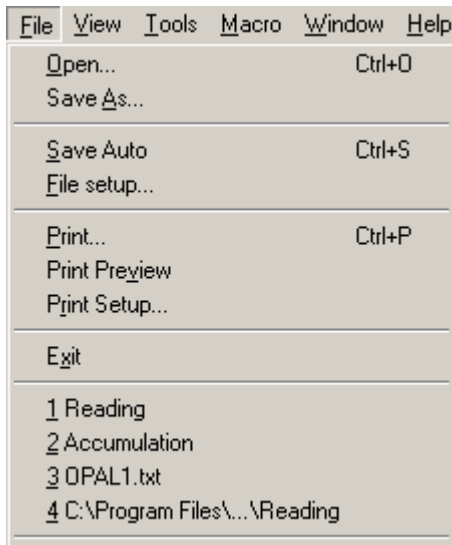 File View Tools Macro Window Help
Open... Ctrl+O
Save As...
Save Auto Ctrl+S
File setup...
Print... Ctrl+P
Print Preview
Print Setup...
Exit
1 Reading
2 Accumulation
3 OPAL1.txt
4 C:\Program Files\...\Reading